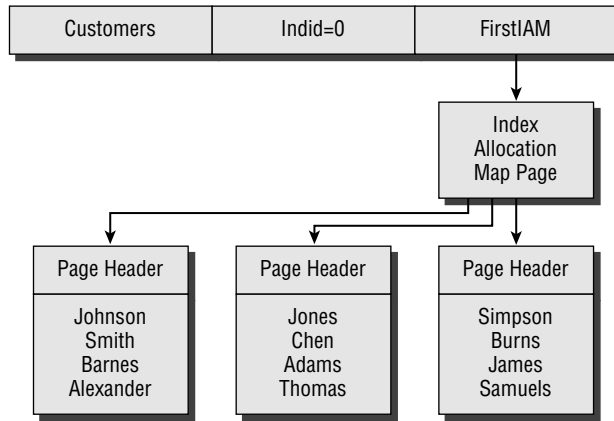 Customers
Indid=0
FirstIAM
Index
Allocation
Map Page
Page Header
Johnson
Smith
Barnes
Alexander
Page Header
Jones
Chen
Adams
Thomas
Page Header
Simpson
Burns
James
Samuels